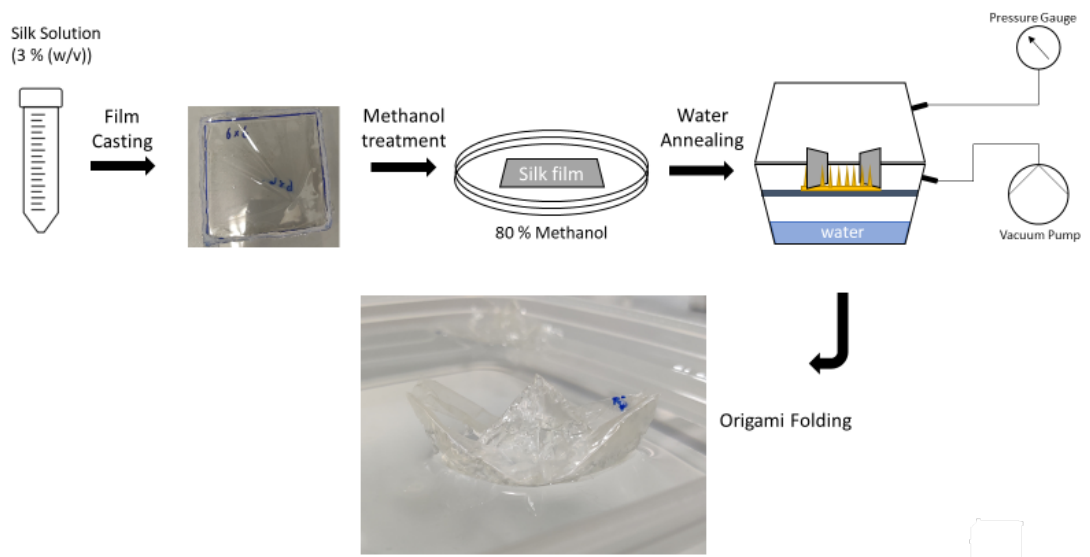 Silk Solution
(3 % (w/v))
Film
Casting
Methanol
treatment
Silk film
80 % Methanol
Water
Annealing
water
Pressure Gauge
Vacuum Pump
Origami Folding